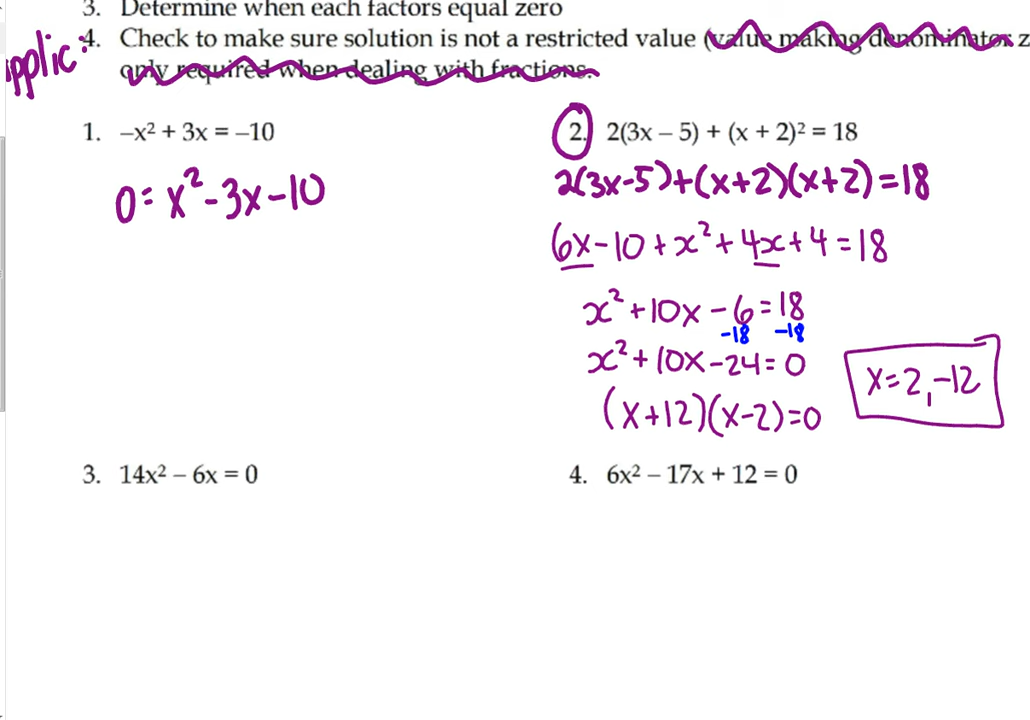 3. Determine when each factors equal zero
applic:
4. Check to make sure solution is not a restricted value (value making denominator z
only required when dealing with fractions.
1. –x² + 3x = –10
0 = x² - 3x - 10
2. 2(3x – 5) + (x + 2)² = 18
2(3x-5)+(x+2)(x+2)=18
6x-10+x²+4x+4=18
x²+10x-6=18
-18 -18
x²+10x-24=0
(x+12)(x-2)=0
x=2,-12
3. 14x² – 6x = 0
4. 6x² – 17x + 12 = 0